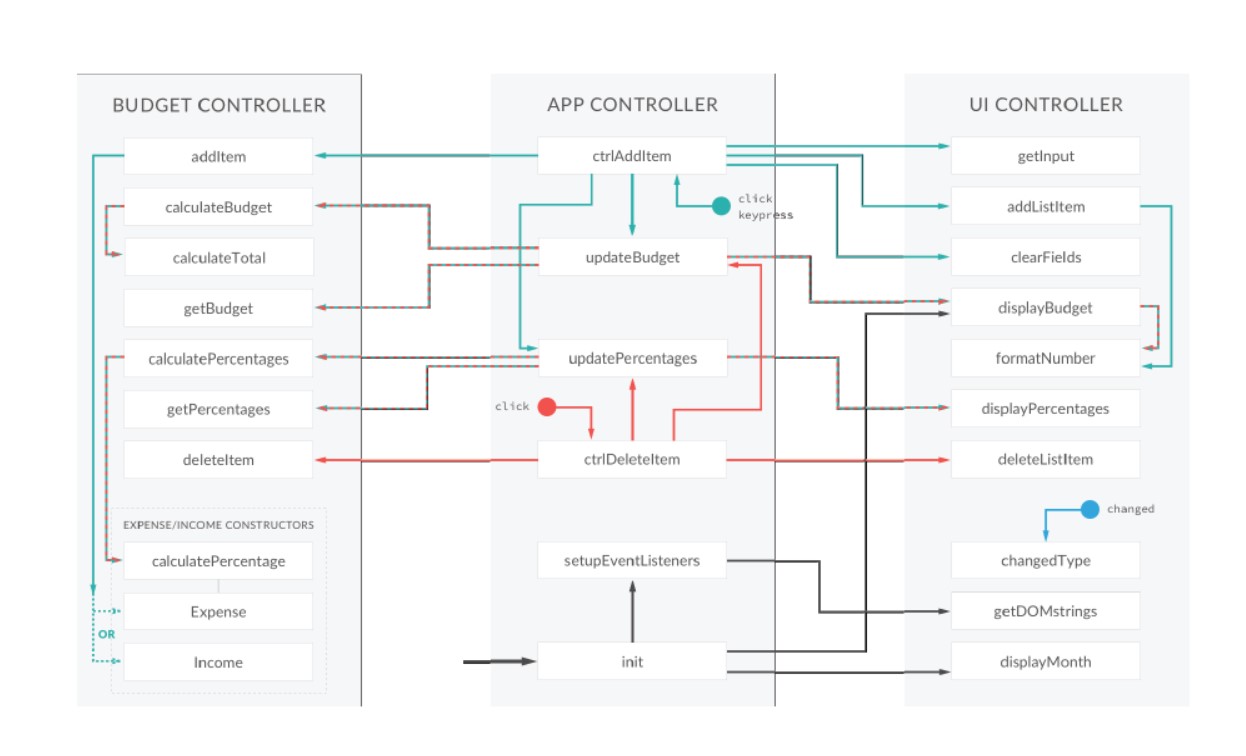 BUDGET CONTROLLER
addItem
calculateBudget
calculateTotal
getBudget
calculatePercentages
getPercentages
deleteItem
EXPENSE/INCOME CONSTRUCTORS
calculatePercentage
Expense
OR
Income
APP CONTROLLER
ctrlAddItem
click
keypress
updateBudget
updatePercentages
click
ctrlDeleteItem
setupEventListeners
init
UI CONTROLLER
getInput
addListItem
clearFields
displayBudget
formatNumber
displayPercentages
deleteListItem
changed
changedType
getDOMstrings
displayMonth